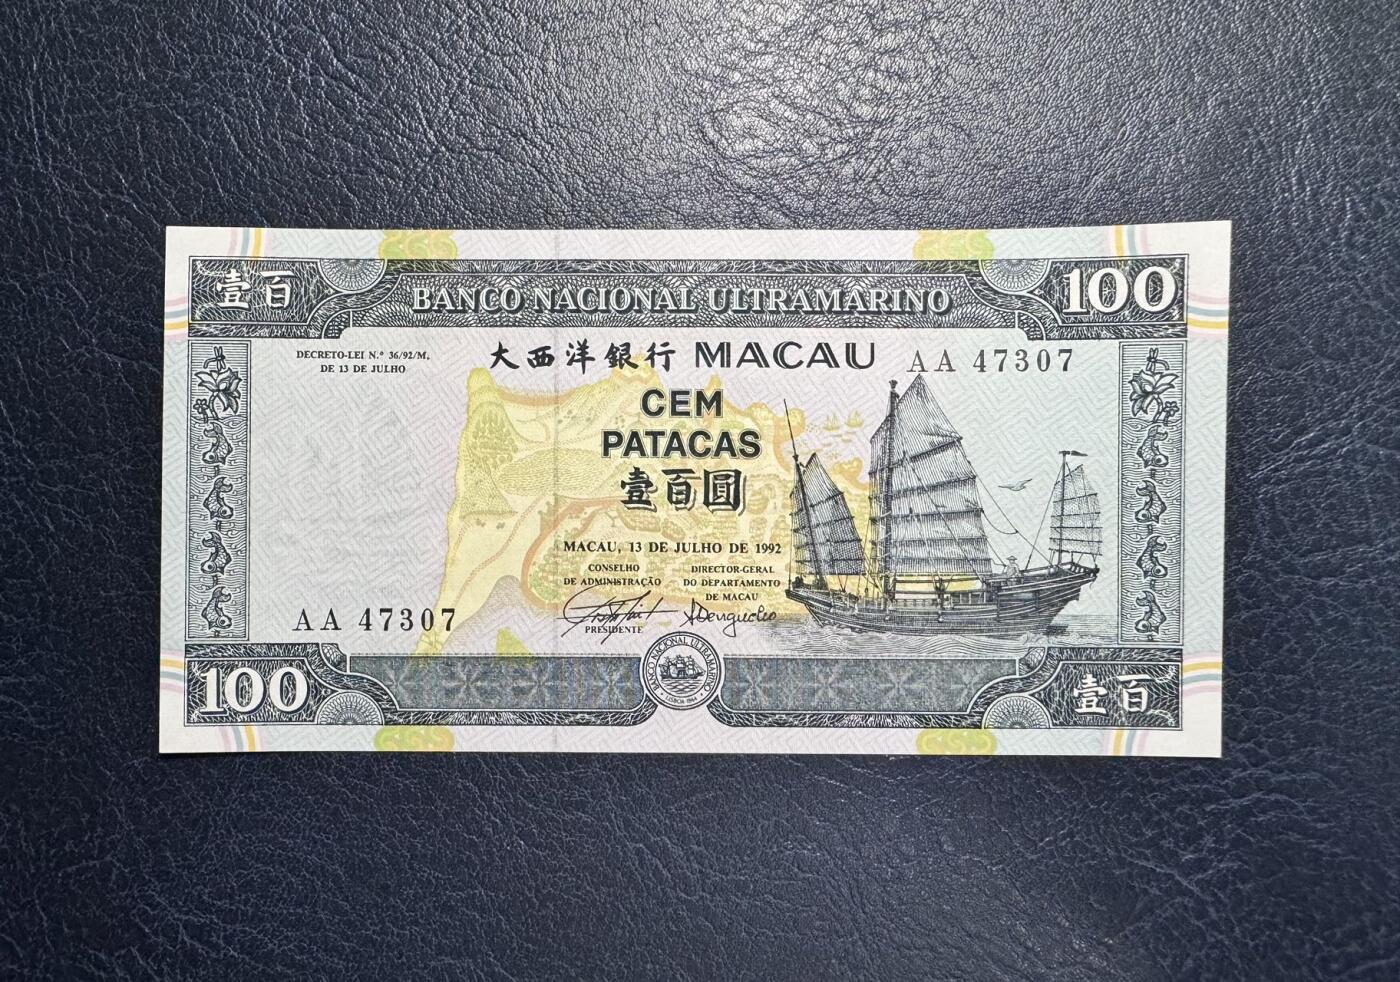 壹百
BANCO NACIONAL ULTRAMARINO
100
DECRETO-LEI N.º 36/92/M,
DE 13 DE JULHO
大西洋銀行 MACAU
AA 47307
CEM
PATACAS
壹百圓
MACAU, 13 DE JULHO DE 1992
CONSELHO
DE ADMINISTRAÇÃO
DIRECTOR-GERAL
DO DEPARTAMENTO
DE MACAU
PRESIDENTE
AA 47307
BANCO NACIONAL ULTRAMARINO
LISBOA 1864
100
壹百